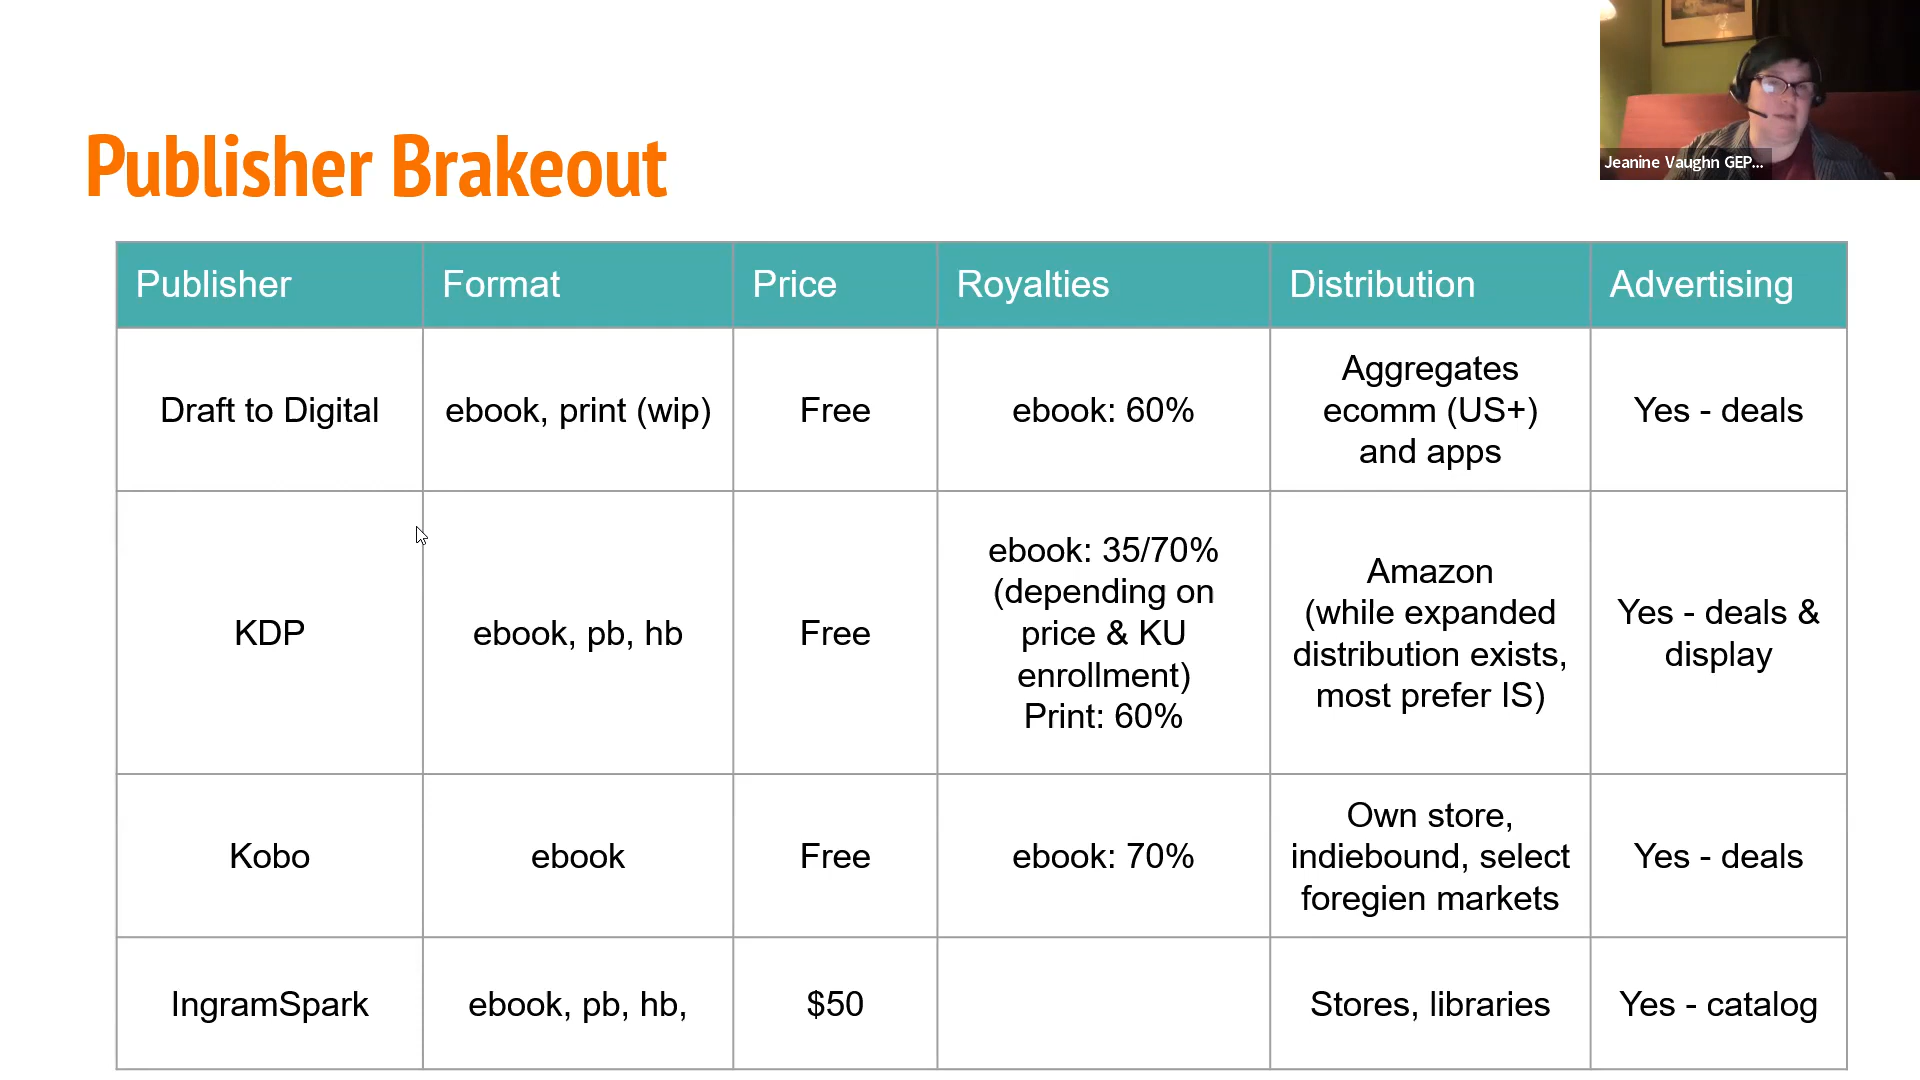 Publisher Brakeout
Jeanine Vaughn GEP...
Publisher Format Price Royalties Distribution Advertising
Draft to Digital
ebook, print (wip)
Free
ebook: 60%
Aggregates
ecomm (US+)
and apps
Yes - deals
KDP
ebook, pb, hb
Free
ebook: 35/70%
(depending on
price & KU
enrollment)
Print: 60%
Amazon
(while expanded
distribution exists,
most prefer IS)
Yes - deals &
display
Kobo
ebook
Free
ebook: 70%
Own store,
indiebound, select
foregien markets
Yes - deals
IngramSpark
ebook, pb, hb,
$50
Stores, libraries
Yes - catalog